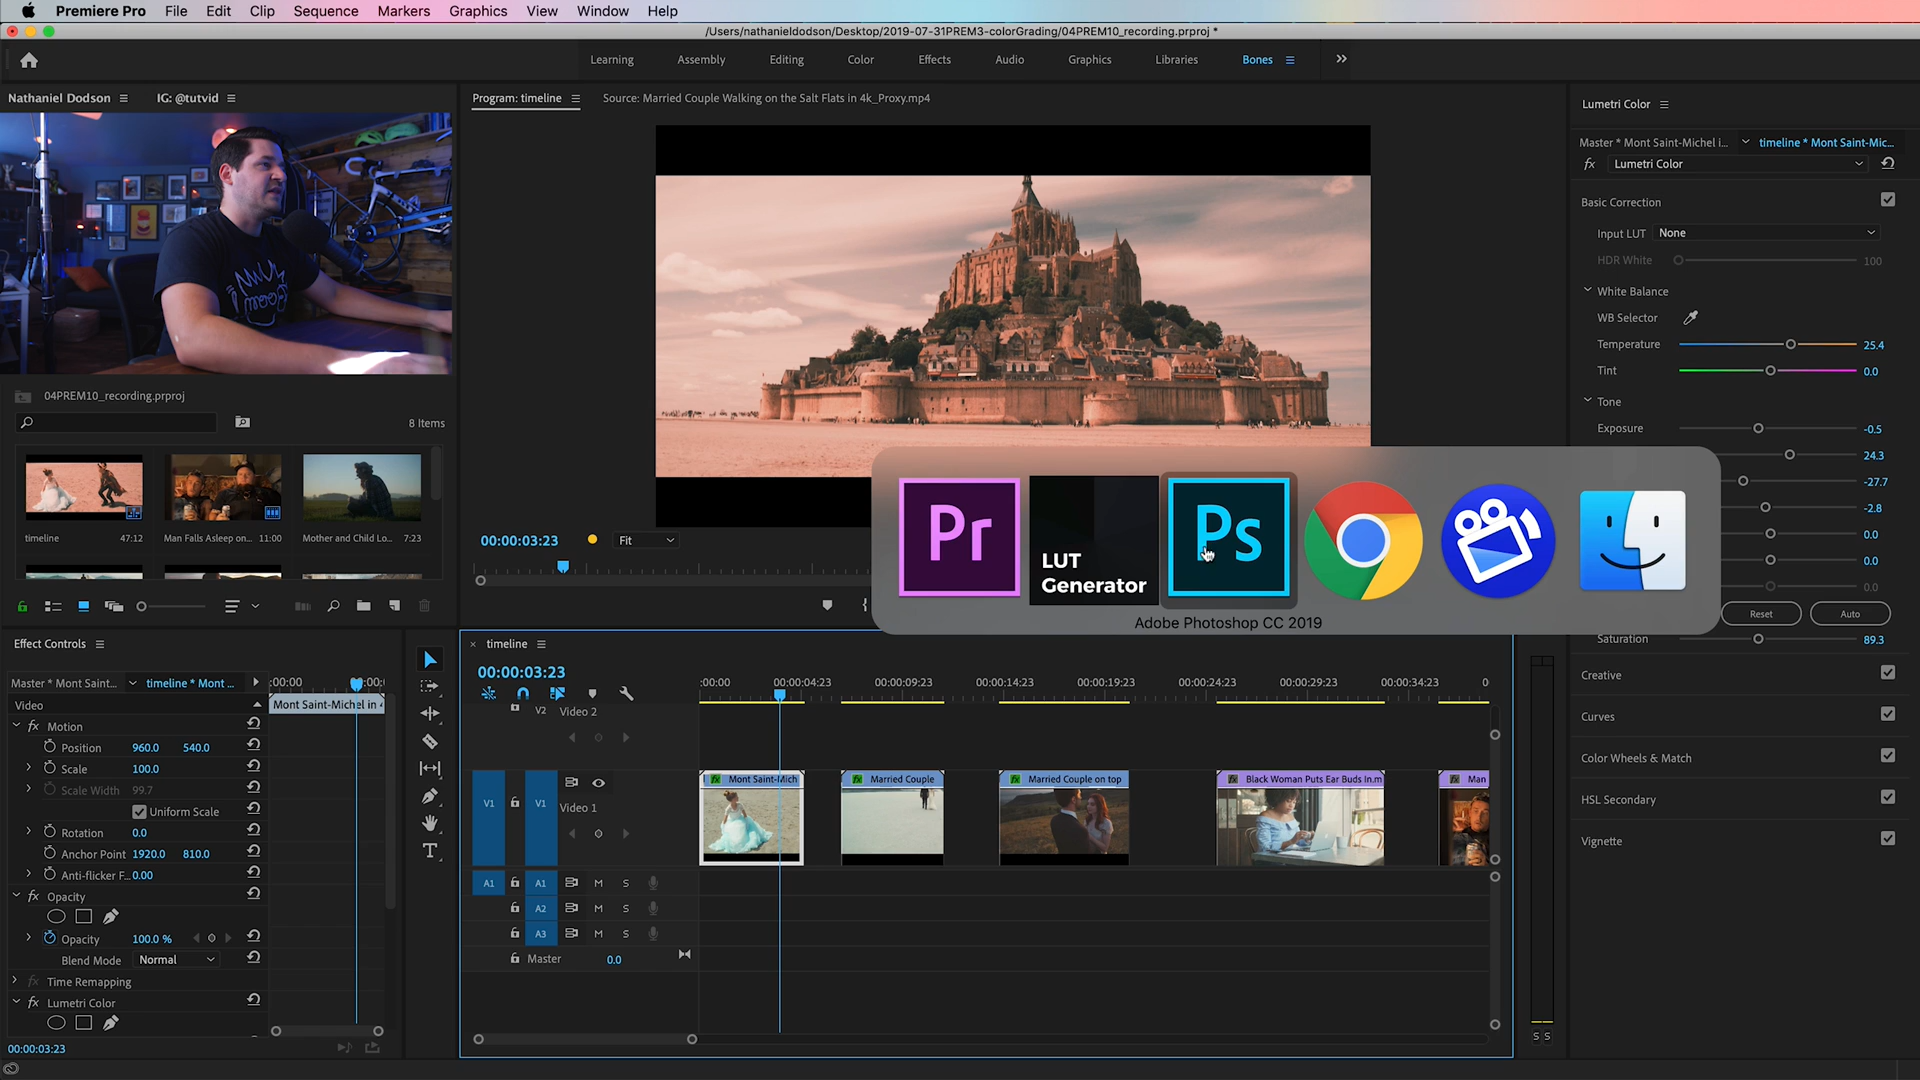 Premiere Pro File Edit Clip Sequence Markers Graphics View Window Help
/Users/nathanieldodson/Desktop/2019-07-31PREM3-colorGrading/04PREM10_recording.prproj *
Learning Assembly Editing Color Effects Audio Graphics Libraries Bones
Nathaniel Dodson IG: @tutvid
Program: timeline Source: Married Couple Walking on the Salt Flats in 4k_Proxy.mp4
04PREM10_recording.prproj
8 Items
timeline 47:12 Man Falls Asleep on... 11:00 Mother and Child Lo... 7:23
00:00:03:23 Fit
Pr LUT Generator Ps
Adobe Photoshop CC 2019
Lumetri Color
Master * Mont Saint-Michel i... timeline * Mont Saint-Mic...
fx Lumetri Color
Basic Correction
Input LUT None
HDR White 100
White Balance
WB Selector
Temperature 25.4
Tint 0.0
Tone
Exposure -0.5
24.3
-27.7
-2.8
0.0
0.0
0.0
Reset Auto
Saturation 89.3
Creative
Curves
Color Wheels & Match
HSL Secondary
Vignette
Effect Controls
Master * Mont Saint... timeline * Mont ...
Video
fx Motion
Position 960.0 540.0
Scale 100.0
Scale Width 99.7
Uniform Scale
Rotation 0.0
Anchor Point 1920.0 810.0
Anti-flicker F... 0.00
fx Opacity
Opacity 100.0 %
Blend Mode Normal
fx Time Remapping
fx Lumetri Color
00:00:03:23
:00:00
Mont Saint-Michel in 4
T
timeline
00:00:03:23
:00:00 00:00:04:23 00:00:09:23 00:00:14:23 00:00:19:23 00:00:24:23 00:00:29:23 00:00:34:23 0
V2 Video 2
V1 V1 Video 1
fx Mont Saint-Mich fx Married Couple fx Married Couple on top fx Black Woman Puts Ear Buds In.m fx Man
A1 A1 M S
A2 M S
A3 M S
Master 0.0
S S